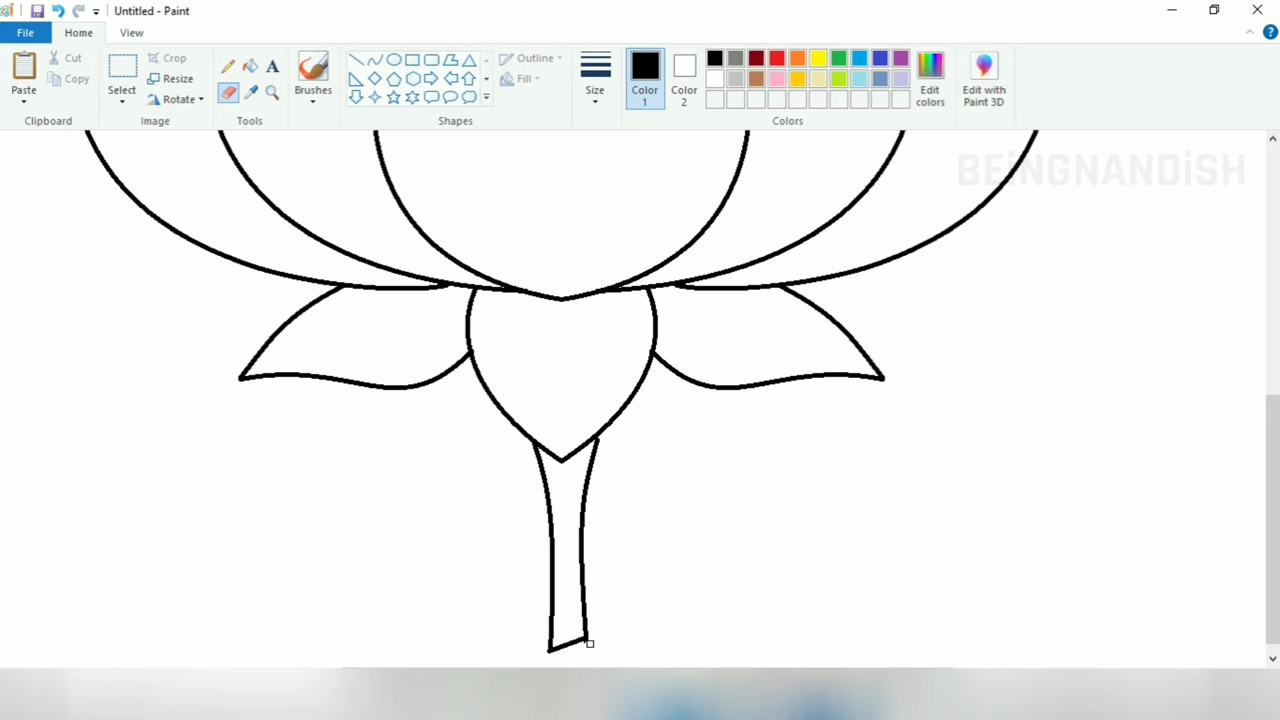 Untitled - Paint
File
Home
View
Paste
Cut
Copy
Clipboard
Select
Crop
Resize
Rotate
Image
A
Tools
Brushes
Shapes
Outline
Fill
Size
Color
1
Color
2
Edit
colors
Colors
Edit with
Paint 3D
?
BEiNGNANDiSH